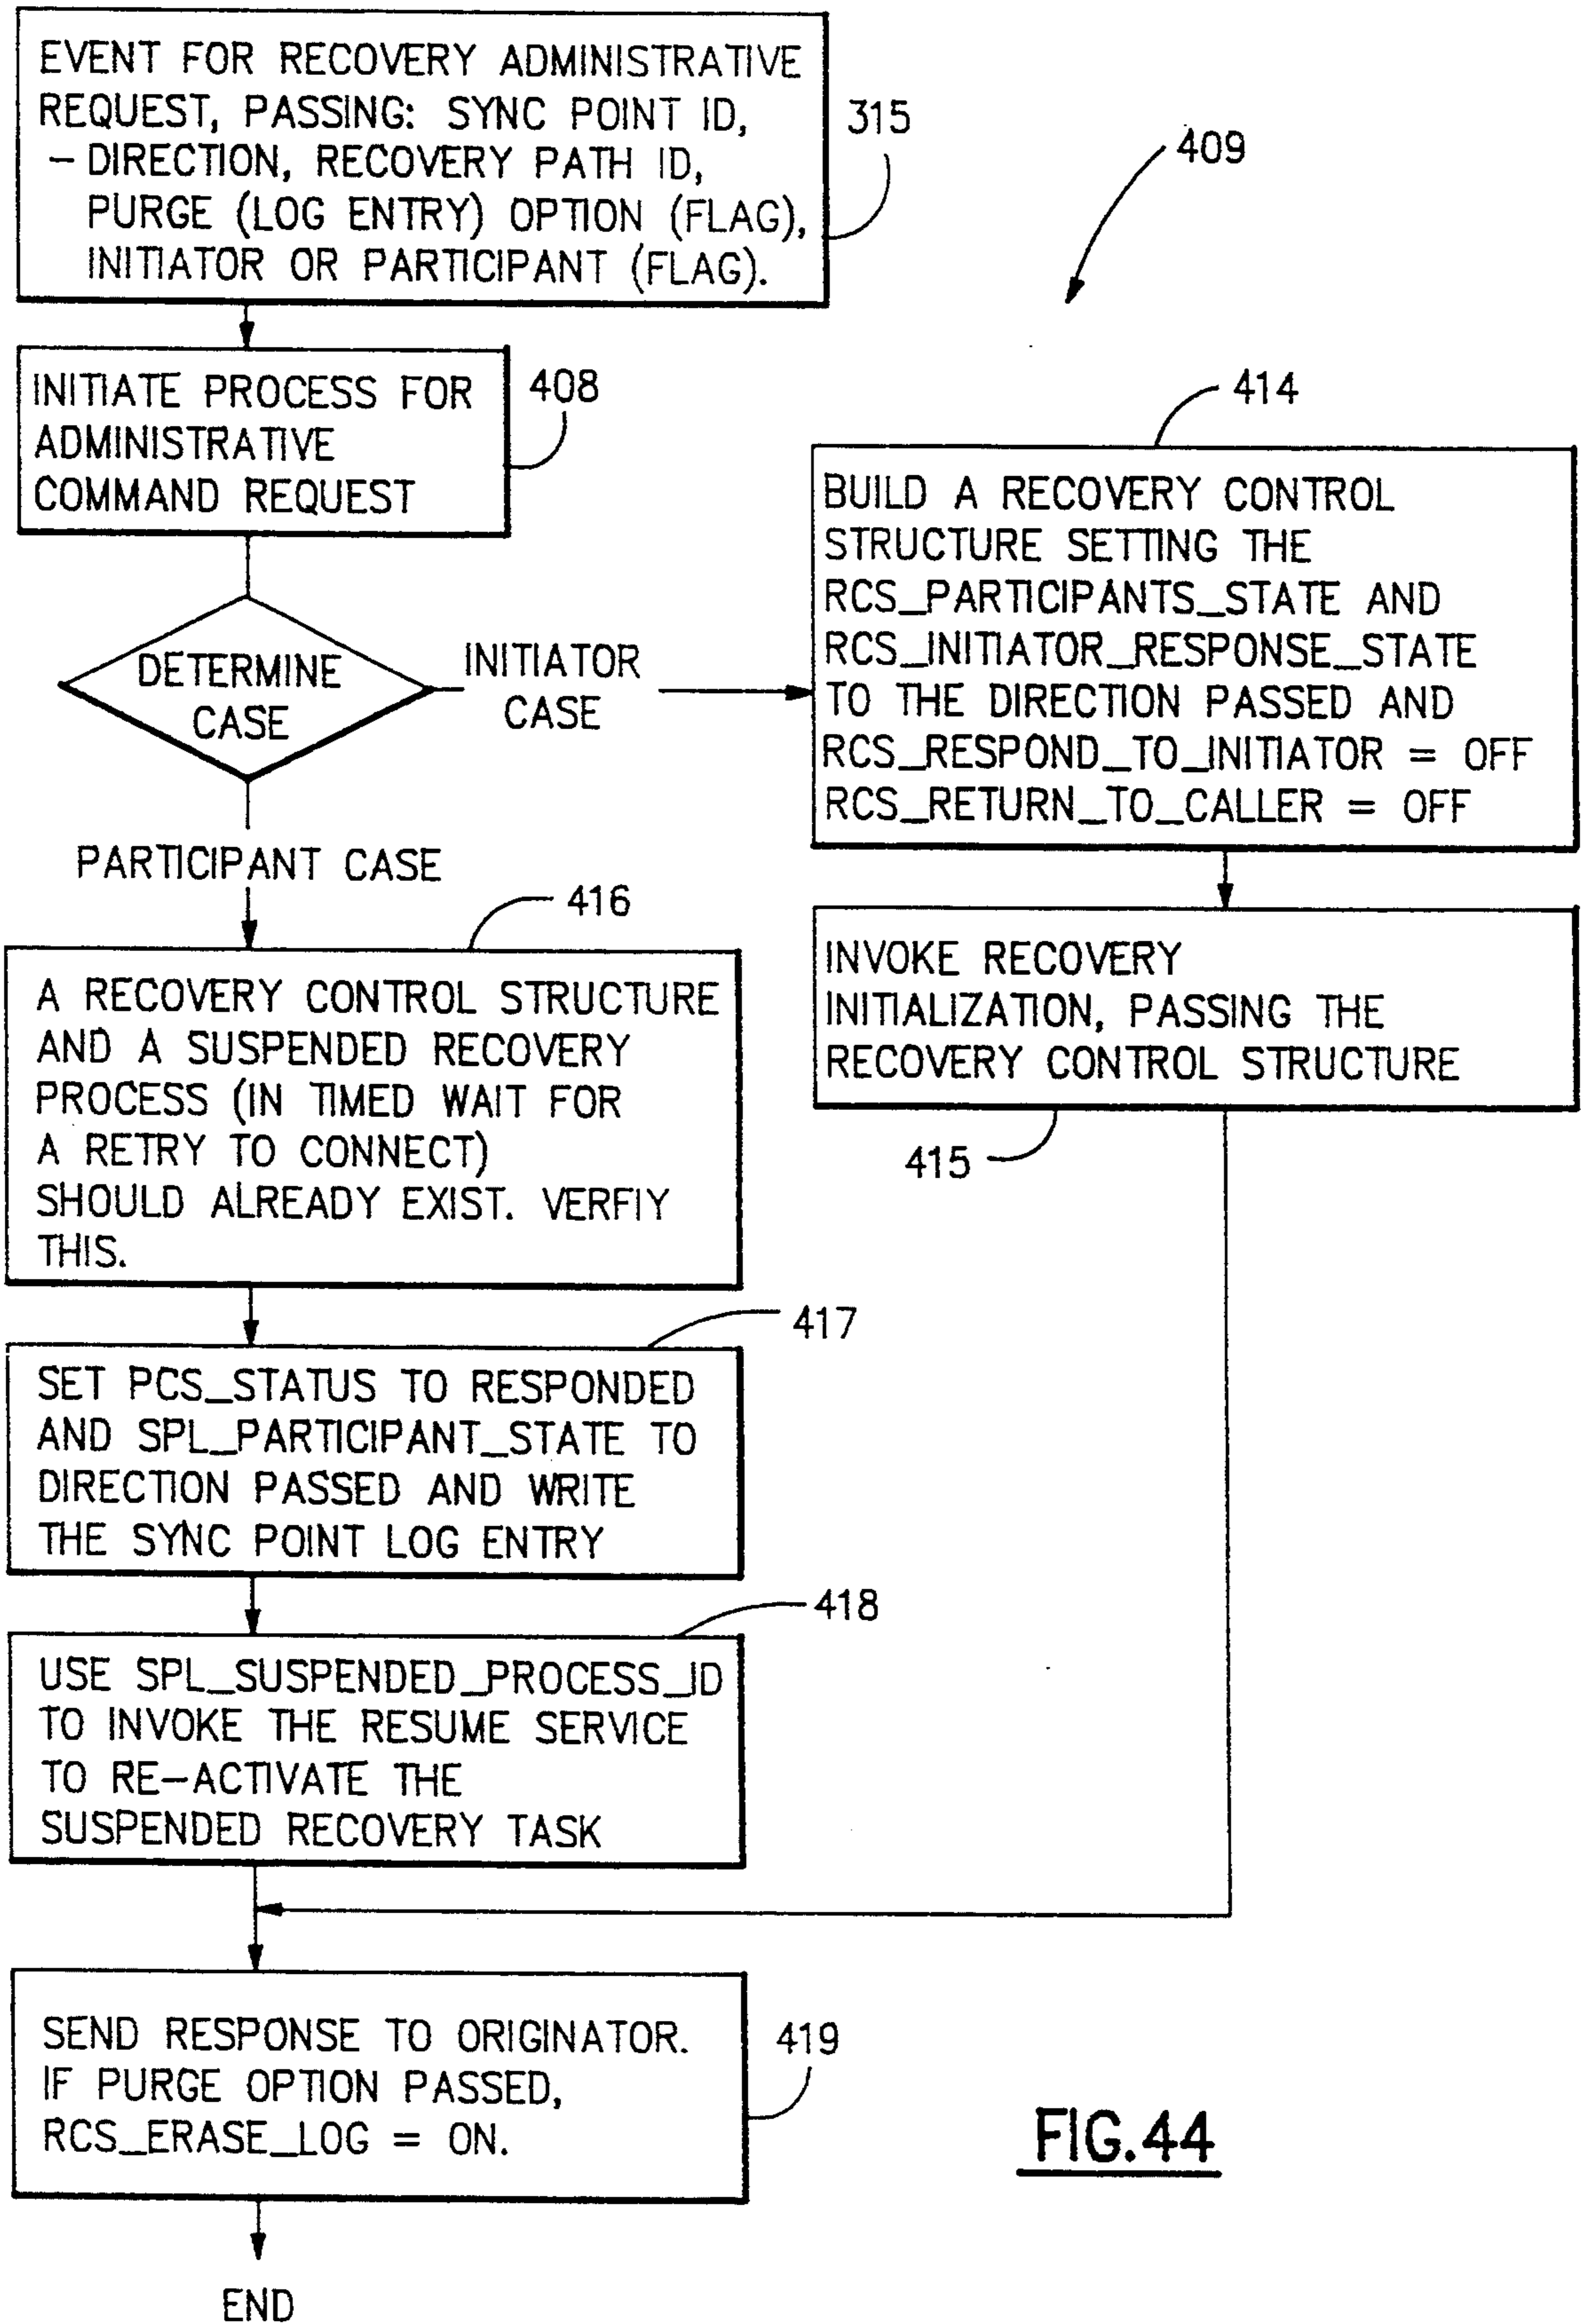 EVENT FOR RECOVERY ADMINISTRATIVE
REQUEST, PASSING: SYNC POINT ID,
– DIRECTION, RECOVERY PATH ID,
PURGE (LOG ENTRY) OPTION (FLAG),
INITIATOR OR PARTICIPANT (FLAG).
315
409
INITIATE PROCESS FOR
ADMINISTRATIVE
COMMAND REQUEST
408
DETERMINE
CASE
INITIATOR
CASE
414
BUILD A RECOVERY CONTROL
STRUCTURE SETTING THE
RCS_PARTICIPANTS_STATE AND
RCS_INITIATOR_RESPONSE_STATE
TO THE DIRECTION PASSED AND
RCS_RESPOND_TO_INITIATOR = OFF
RCS_RETURN_TO_CALLER = OFF
INVOKE RECOVERY
INITIALIZATION, PASSING THE
RECOVERY CONTROL STRUCTURE
415
PARTICIPANT CASE
416
A RECOVERY CONTROL STRUCTURE
AND A SUSPENDED RECOVERY
PROCESS (IN TIMED WAIT FOR
A RETRY TO CONNECT)
SHOULD ALREADY EXIST. VERFIY
THIS.
417
SET PCS_STATUS TO RESPONDED
AND SPL_PARTICIPANT_STATE TO
DIRECTION PASSED AND WRITE
THE SYNC POINT LOG ENTRY
418
USE SPL_SUSPENDED_PROCESS_ID
TO INVOKE THE RESUME SERVICE
TO RE-ACTIVATE THE
SUSPENDED RECOVERY TASK
SEND RESPONSE TO ORIGINATOR.
IF PURGE OPTION PASSED,
RCS_ERASE_LOG = ON.
419
END
FIG.44